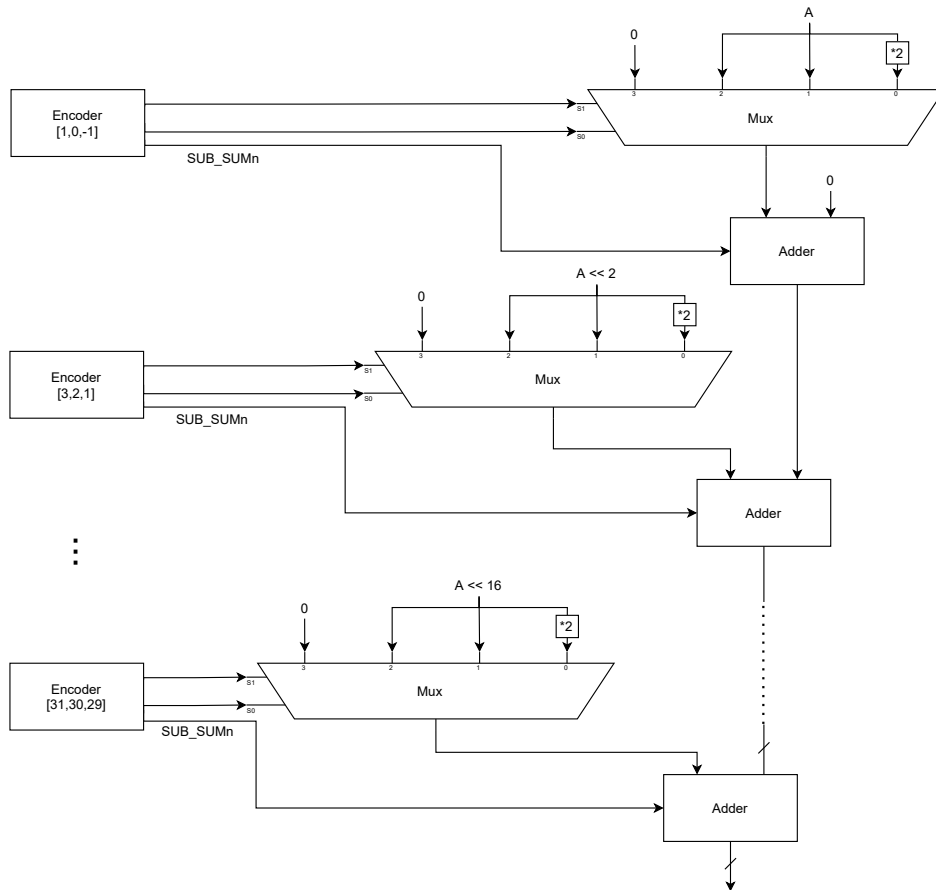 A
0
*2
3
2
1
0
Encoder
[1,0,-1]
S1
Mux
S0
SUB_SUMn
0
Adder
A << 2
0
*2
3
2
1
0
Encoder
[3,2,1]
S1
Mux
S0
SUB_SUMn
Adder
A << 16
0
*2
3
2
1
0
Encoder
[31,30,29]
S1
Mux
S0
SUB_SUMn
Adder